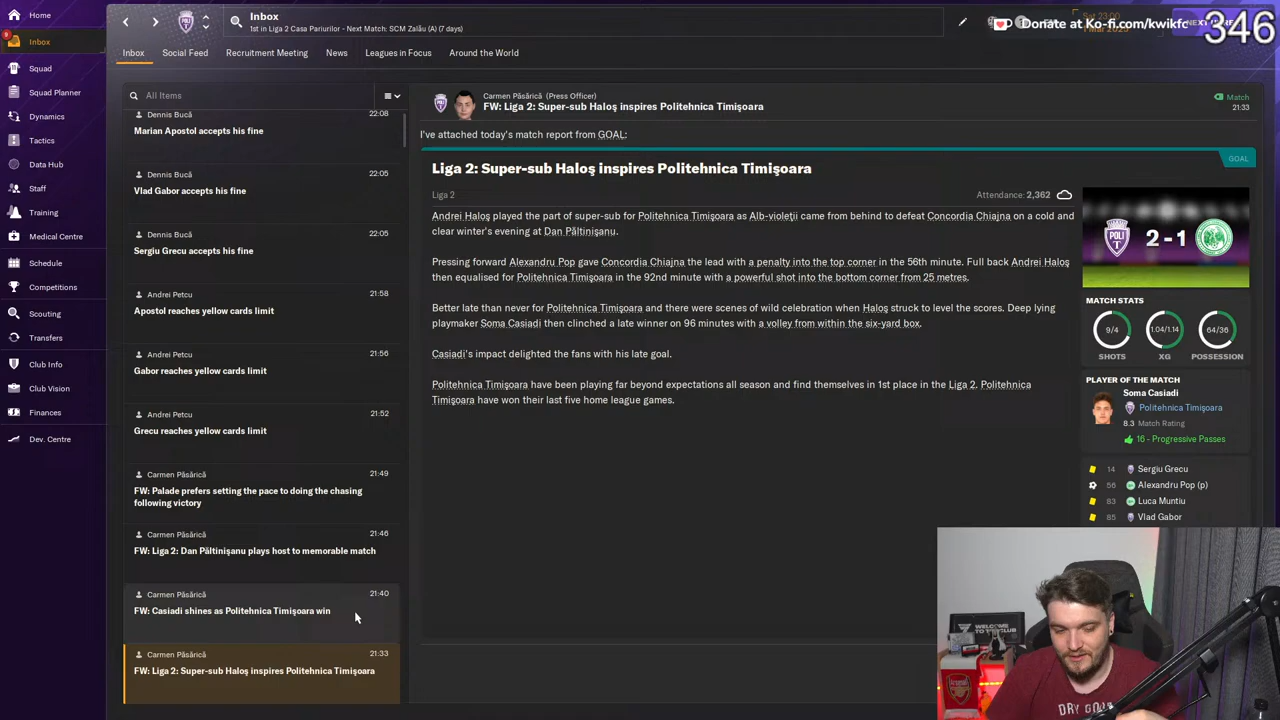 Home
Inbox
Squad
Squad Planner
Dynamics
Tactics
Data Hub
Staff
Training
Medical Centre
Schedule
Competitions
Scouting
Transfers
Club Info
Club Vision
Finances
Dev. Centre
Inbox
1st in Liga 2 Casa Pariurilor - Next Match: SCM Zalău (A) (7 days)
Donate at Ko-fi.com/kwikfc
346
Inbox
Social Feed
Recruitment Meeting
News
Leagues in Focus
Around the World
All Items
Dennis Bucă 22:08
Marian Apostol accepts his fine
Dennis Bucă 22:05
Vlad Gabor accepts his fine
Dennis Bucă 22:05
Sergiu Grecu accepts his fine
Andrei Petcu 21:58
Apostol reaches yellow cards limit
Andrei Petcu 21:56
Gabor reaches yellow cards limit
Andrei Petcu 21:52
Grecu reaches yellow cards limit
Carmen Păsărică 21:49
FW: Palade prefers setting the pace to doing the chasing
following victory
Carmen Păsărică 21:46
FW: Liga 2: Dan Păltinişanu plays host to memorable match
Carmen Păsărică 21:40
FW: Casiadi shines as Politehnica Timişoara win
Carmen Păsărică 21:33
FW: Liga 2: Super-sub Haloş inspires Politehnica Timişoara
Carmen Păsărică (Press Officer)
FW: Liga 2: Super-sub Haloş inspires Politehnica Timişoara
Match
21:33
I've attached today's match report from GOAL:
GOAL
Liga 2: Super-sub Haloş inspires Politehnica Timişoara
Liga 2
Attendance: 2,362
Andrei Haloş played the part of super-sub for Politehnica Timişoara as Alb-violeţii came from behind to defeat Concordia Chiajna on a cold and
clear winter's evening at Dan Păltinişanu.
Pressing forward Alexandru Pop gave Concordia Chiajna the lead with a penalty into the top corner in the 56th minute. Full back Andrei Haloş
then equalised for Politehnica Timişoara in the 92nd minute with a powerful shot into the bottom corner from 25 metres.
Better late than never for Politehnica Timişoara and there were scenes of wild celebration when Haloş struck to level the scores. Deep lying
playmaker Soma Casiadi then clinched a late winner on 96 minutes with a volley from within the six-yard box.
Casiadi's impact delighted the fans with his late goal.
Politehnica Timişoara have been playing far beyond expectations all season and find themselves in 1st place in the Liga 2. Politehnica
Timişoara have won their last five home league games.
POLI
2 - 1
MATCH STATS
9/4
1.04/1.14
64/36
SHOTS
XG
POSSESSION
PLAYER OF THE MATCH
Soma Casiadi
Politehnica Timişoara
8.3 Match Rating
16 - Progressive Passes
14 Sergiu Grecu
56 Alexandru Pop (p)
83 Luca Muntiu
85 Vlad Gabor
WELCOME
Arsenal
DRY